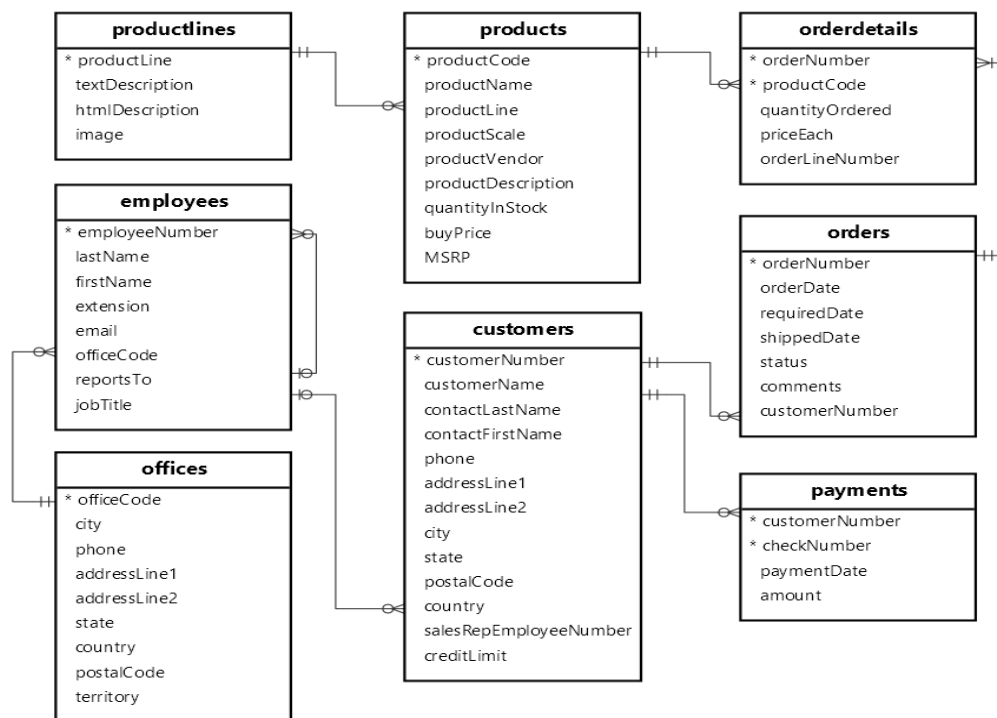 productlines
* productLine
textDescription
htmlDescription
image
products
* productCode
productName
productLine
productScale
productVendor
productDescription
quantityInStock
buyPrice
MSRP
orderdetails
* orderNumber
* productCode
quantityOrdered
priceEach
orderLineNumber
employees
* employeeNumber
lastName
firstName
extension
email
officeCode
reportsTo
jobTitle
customers
* customerNumber
customerName
contactLastName
contactFirstName
phone
addressLine1
addressLine2
city
state
postalCode
country
salesRepEmployeeNumber
creditLimit
orders
* orderNumber
orderDate
requiredDate
shippedDate
status
comments
customerNumber
offices
* officeCode
city
phone
addressLine1
addressLine2
state
country
postalCode
territory
payments
* customerNumber
* checkNumber
paymentDate
amount